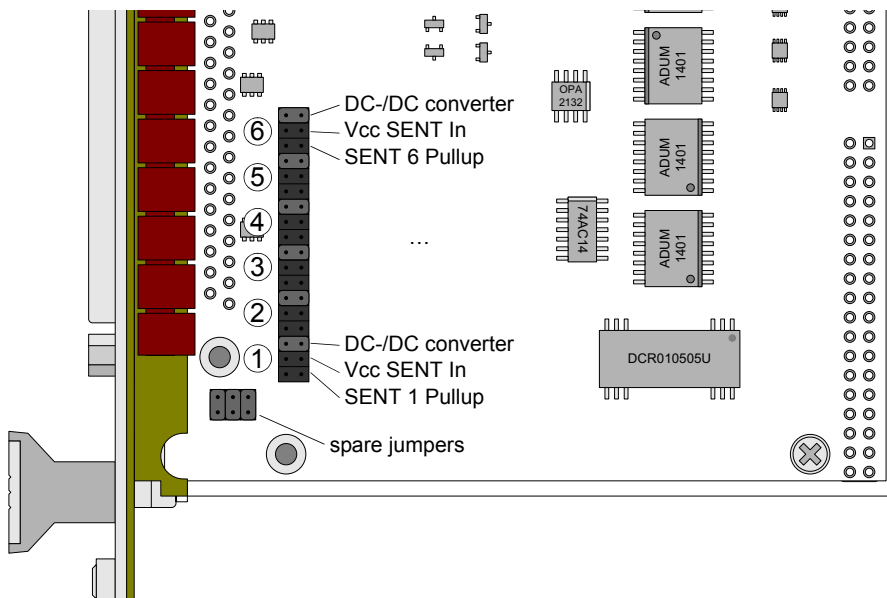 ADUM
1401
OPA
2132
DC-/DC converter
Vcc SENT In
SENT 6 Pullup
6
5
4
3
2
1
...
74AC14
ADUM
1401
ADUM
1401
DC-/DC converter
Vcc SENT In
SENT 1 Pullup
DCR010505U
spare jumpers